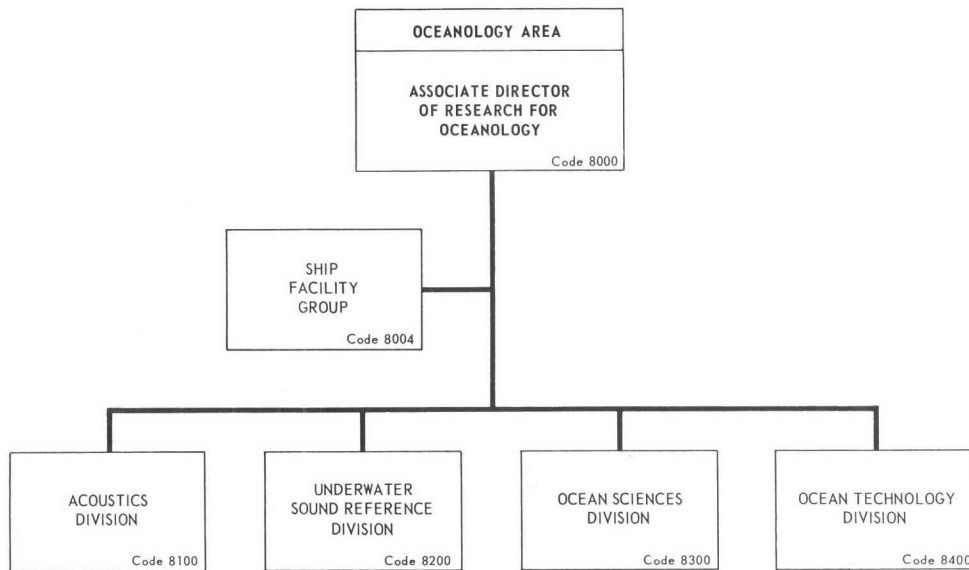 OCEANOLOGY AREA
ASSOCIATE DIRECTOR
OF RESEARCH FOR
OCEANOLOGY
Code 8000
SHIP
FACILITY
GROUP
Code 8004
ACOUSTICS
DIVISION
Code 8100
UNDERWATER
SOUND REFERENCE
DIVISION
Code 8200
OCEAN SCIENCES
DIVISION
Code 8300
OCEAN TECHNOLOGY
DIVISION
Code 8400